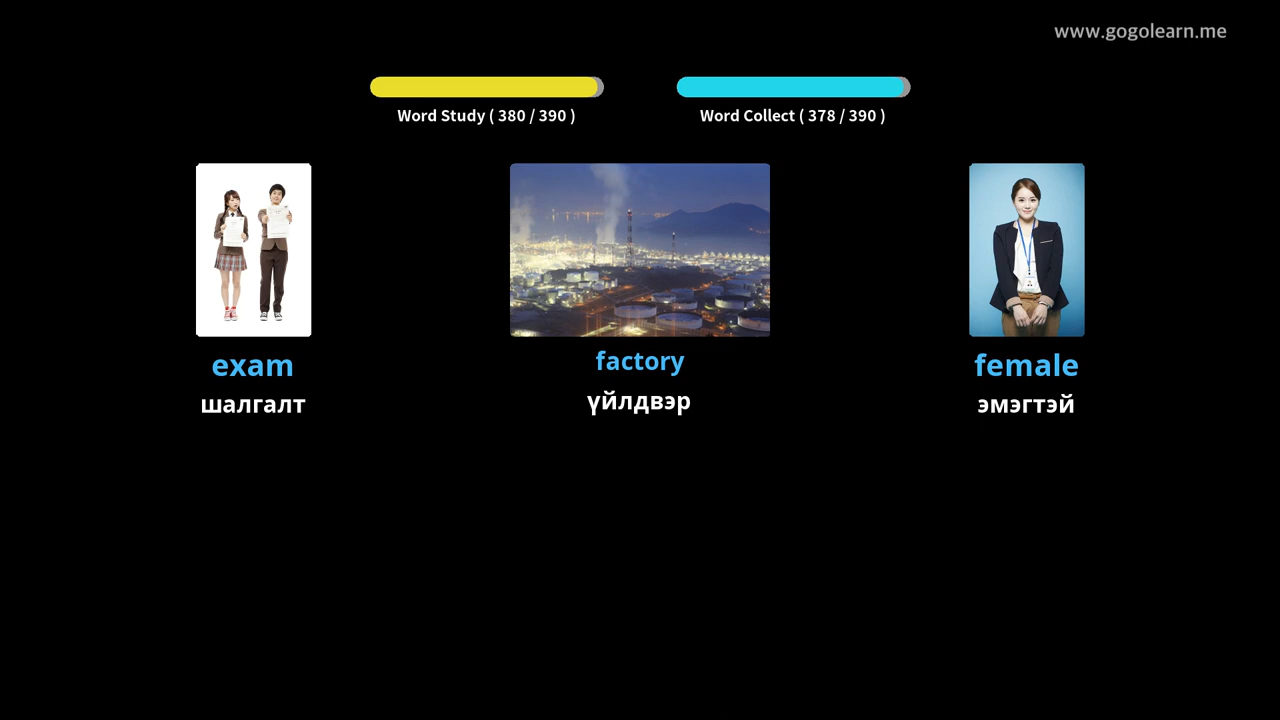 www.gogolearn.me
Word Study ( 380 / 390 )
Word Collect ( 378 / 390 )
exam
factory
female
шалгалт
үйлдвэр
эмэгтэй